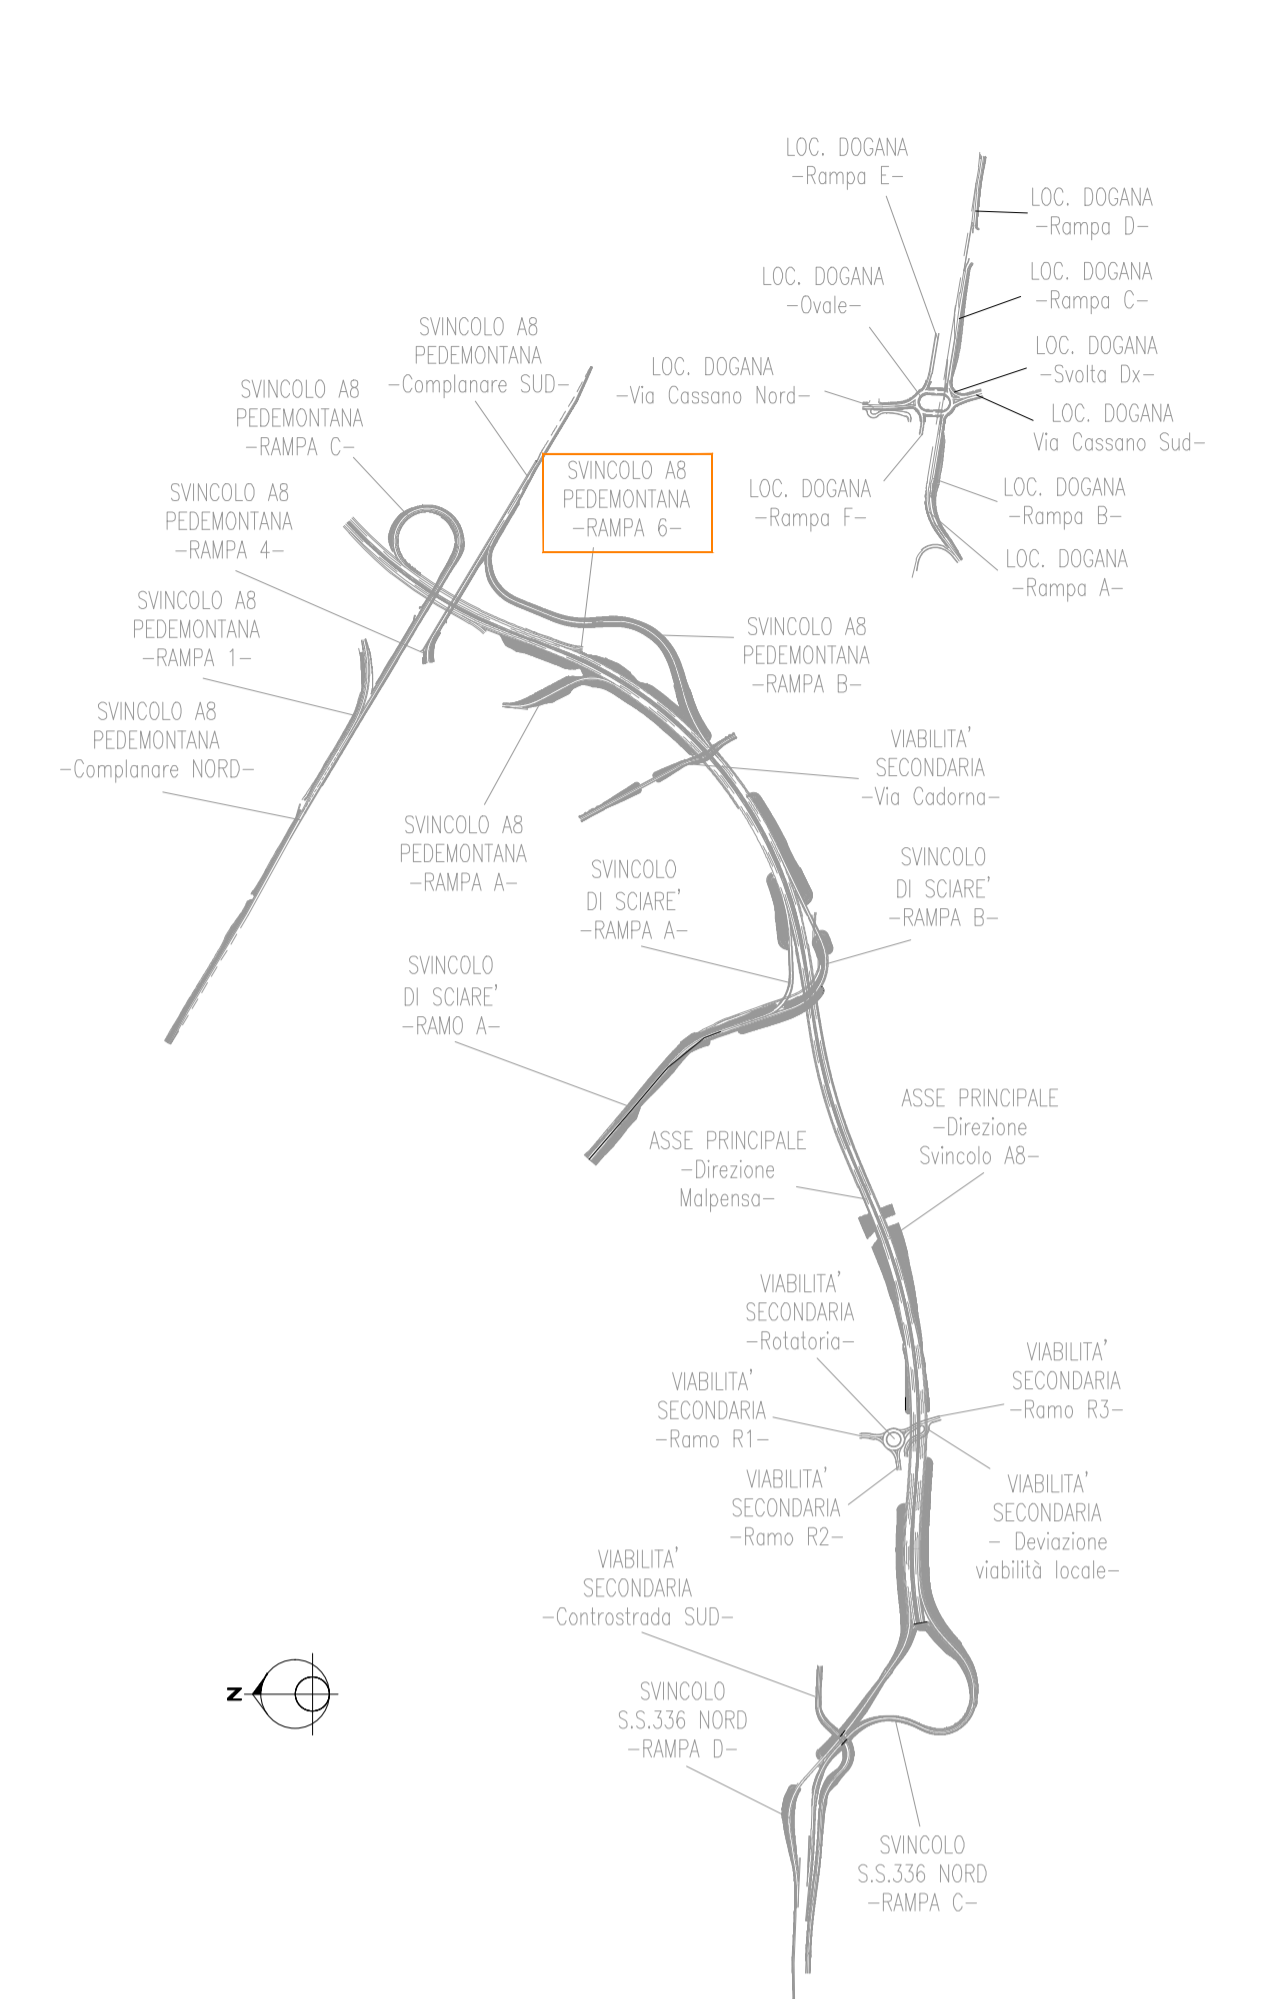 LOC. DOGANA
-Rampa E-
LOC. DOGANA
-Rampa D-
LOC. DOGANA
-Ovale-
LOC. DOGANA
-Rampa C-
SVINCOLO A8
PEDEMONTANA
-Complanare SUD-
LOC. DOGANA
-Svolta Dx-
LOC. DOGANA
-Via Cassano Nord-
SVINCOLO A8
PEDEMONTANA
-RAMPA C-
LOC. DOGANA
Via Cassano Sud-
SVINCOLO A8
PEDEMONTANA
-RAMPA 6-
SVINCOLO A8
PEDEMONTANA
-RAMPA 4-
LOC. DOGANA
-Rampa F-
LOC. DOGANA
-Rampa B-
LOC. DOGANA
-Rampa A-
SVINCOLO A8
PEDEMONTANA
-RAMPA 1-
SVINCOLO A8
PEDEMONTANA
-RAMPA B-
SVINCOLO A8
PEDEMONTANA
-Complanare NORD-
VIABILITA'
SECONDARIA
-Via Cadorna-
SVINCOLO A8
PEDEMONTANA
-RAMPA A-
SVINCOLO
DI SCIARE'
-RAMPA A-
SVINCOLO
DI SCIARE'
-RAMPA B-
SVINCOLO
DI SCIARE'
-RAMO A-
ASSE PRINCIPALE
-Direzione
Svincolo A8-
ASSE PRINCIPALE
-Direzione
Malpensa-
VIABILITA'
SECONDARIA
-Rotatoria-
VIABILITA'
SECONDARIA
-Ramo R3-
VIABILITA'
SECONDARIA
-Ramo R1-
VIABILITA'
SECONDARIA
-Ramo R2-
VIABILITA'
SECONDARIA
- Deviazione
viabilità locale-
VIABILITA'
SECONDARIA
-Controstrada SUD-
N
SVINCOLO
S.S.336 NORD
-RAMPA D-
SVINCOLO
S.S.336 NORD
-RAMPA C-